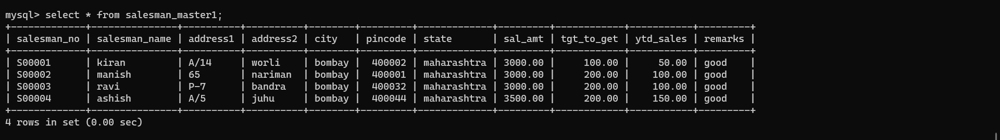 mysql> select * from salesman_master1;
+-------------+---------------+----------+----------+--------+---------+-------------+---------+------------+-----------+---------+
| salesman_no | salesman_name | address1 | address2 | city   | pincode | state       | sal_amt | tgt_to_get | ytd_sales | remarks |
+-------------+---------------+----------+----------+--------+---------+-------------+---------+------------+-----------+---------+
| S00001      | kiran         | A/14     | worli    | bombay |  400002 | maharashtra | 3000.00 |     100.00 |     50.00 | good    |
| S00002      | manish        | 65       | nariman  | bombay |  400001 | maharashtra | 3000.00 |     200.00 |    100.00 | good    |
| S00003      | ravi          | P-7      | bandra   | bombay |  400032 | maharashtra | 3000.00 |     200.00 |    100.00 | good    |
| S00004      | ashish        | A/5      | juhu     | bombay |  400044 | maharashtra | 3500.00 |     200.00 |    150.00 | good    |
+-------------+---------------+----------+----------+--------+---------+-------------+---------+------------+-----------+---------+
4 rows in set (0.00 sec)